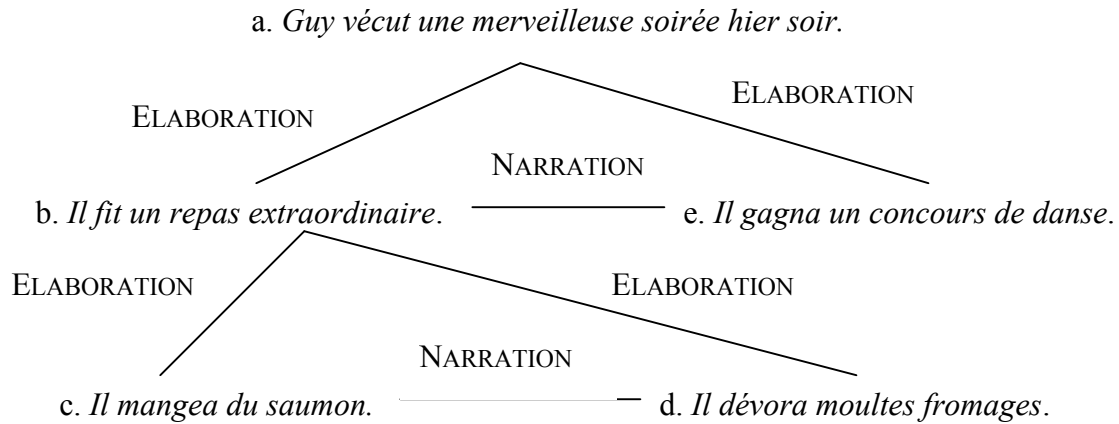 a. Guy vécut une merveilleuse soirée hier soir.
ELABORATION
ELABORATION
NARRATION
b. Il fit un repas extraordinaire.
e. Il gagna un concours de danse.
ELABORATION
ELABORATION
NARRATION
c. Il mangea du saumon.
d. Il dévora moultes fromages.